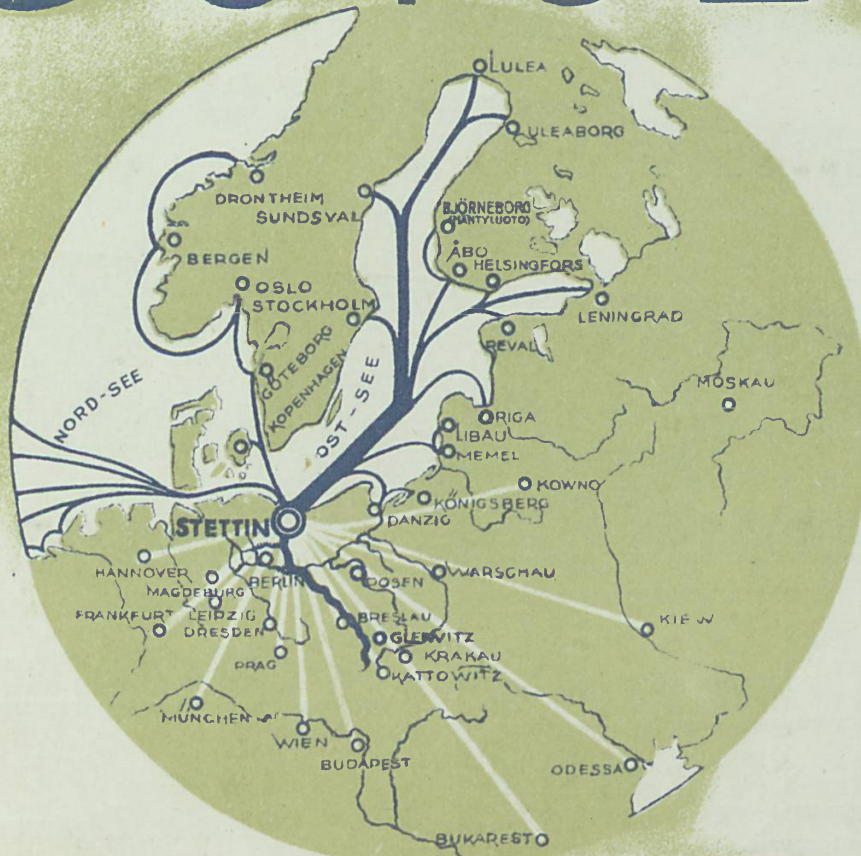 LULEA
ULEABORG
DRONTHEIM
SUNDSVAL
BJÖRNEBORG
(MÄNTYLUOTO)
BERGEN
ÅBO
HELSINGFORS
OSLO
STOCKHOLM
LENINGRAD
GÖTEBORG
KOPENHAGEN
REVAL
NORD-SEE
OST-SEE
MOSKAU
RIGA
LIBAU
MEMEL
KOWNO
KÖNIGSBERG
DANZIG
STETTIN
HANNOVER
BERLIN
POSEN
WARSCHAU
MAGDEBURG
FRANKFURT
LEIPZIG
DRESDEN
BRESLAU
GLEIWITZ
KIEW
PRAG
KRAKAU
KATTOWITZ
MÜNCHEN
WIEN
BUDAPEST
ODESSA
BUKAREST